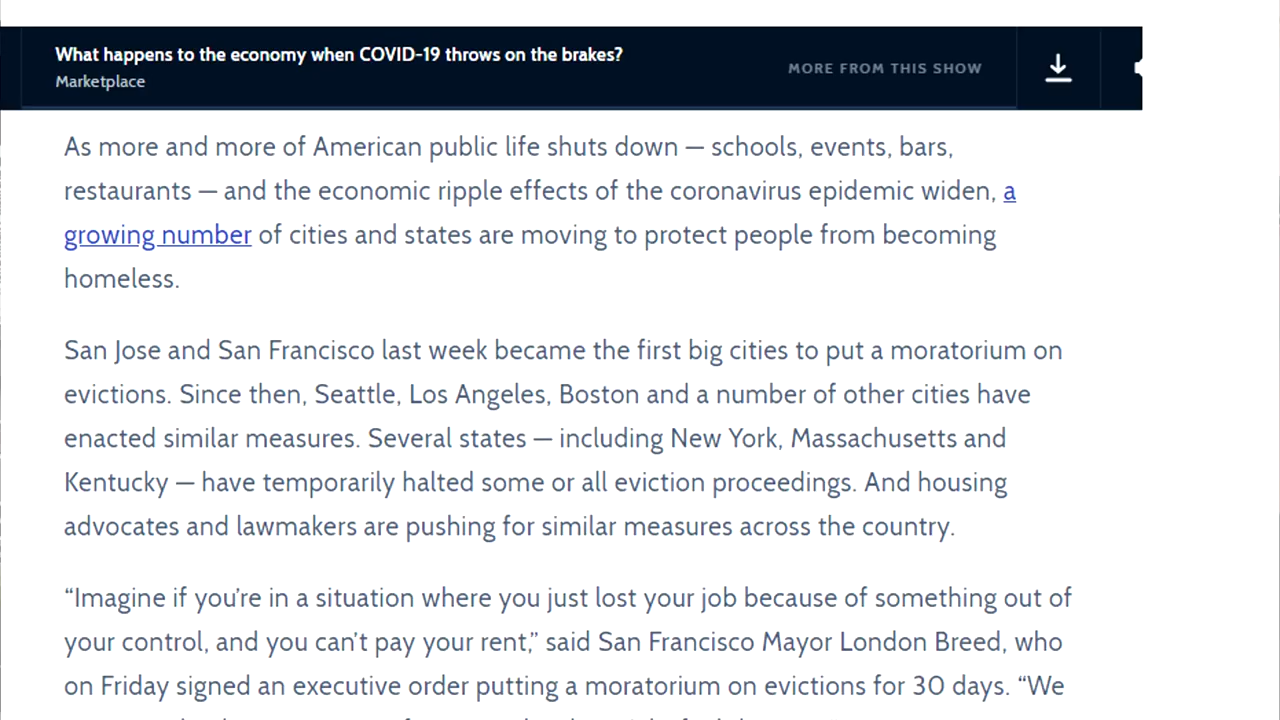 What happens to the economy when COVID-19 throws on the brakes?
Marketplace
MORE FROM THIS SHOW
As more and more of American public life shuts down — schools, events, bars,
restaurants — and the economic ripple effects of the coronavirus epidemic widen, a
growing number of cities and states are moving to protect people from becoming
homeless.
San Jose and San Francisco last week became the first big cities to put a moratorium on
evictions. Since then, Seattle, Los Angeles, Boston and a number of other cities have
enacted similar measures. Several states — including New York, Massachusetts and
Kentucky — have temporarily halted some or all eviction proceedings. And housing
advocates and lawmakers are pushing for similar measures across the country.
“Imagine if you’re in a situation where you just lost your job because of something out of
your control, and you can’t pay your rent,” said San Francisco Mayor London Breed, who
on Friday signed an executive order putting a moratorium on evictions for 30 days. “We